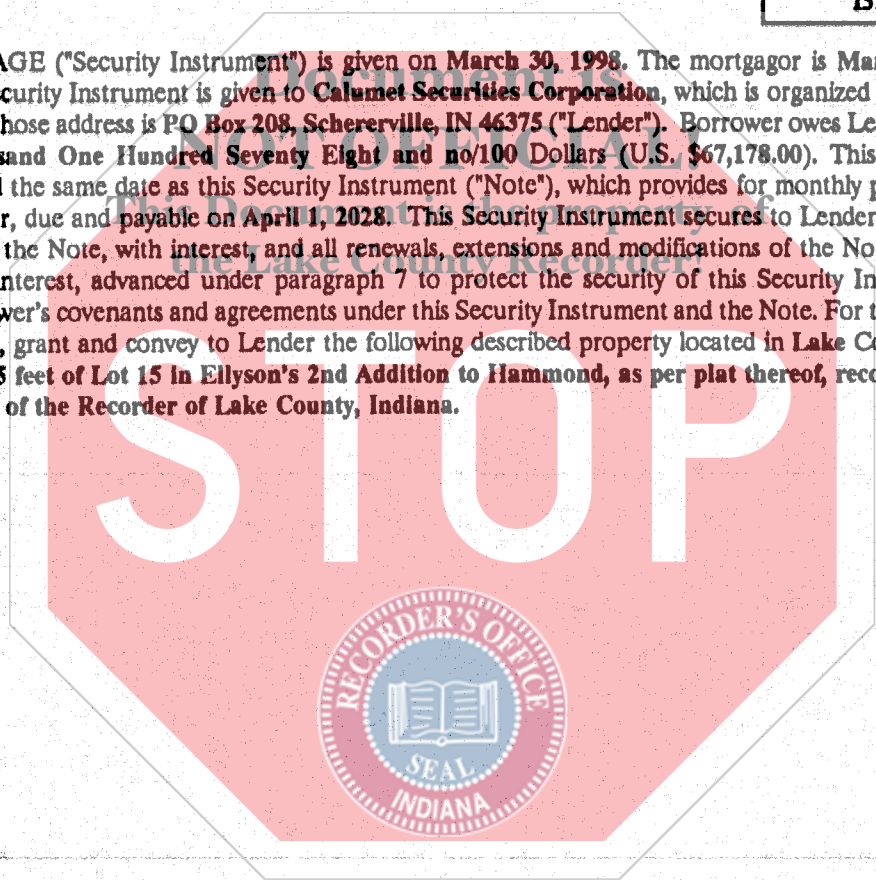 AGE ("Security Instrument") is given on March 30, 1998. The mortgagor is Mar
curity Instrument is given to Calumet Securities Corporation, which is organized
hose address is PO Box 208, Schererville, IN 46375 ("Lender"). Borrower owes Le
sand One Hundred Seventy Eight and no/100 Dollars (U.S. $67,178.00). This
the same date as this Security Instrument ("Note"), which provides for monthly p
r, due and payable on April 1, 2028. This Security Instrument secures to Lender
the Note, with interest, and all renewals, extensions and modifications of the No
nterest, advanced under paragraph 7 to protect the security of this Security In
wer's covenants and agreements under this Security Instrument and the Note. For t
, grant and convey to Lender the following described property located in Lake Co
5 feet of Lot 15 in Ellyson's 2nd Addition to Hammond, as per plat thereof, reco
of the Recorder of Lake County, Indiana.
Document is
NOT OFFICIAL!
This Document is the property of
the Lake County Recorder!
STOP
RECORDER'S OFFICE
SEAL
INDIANA